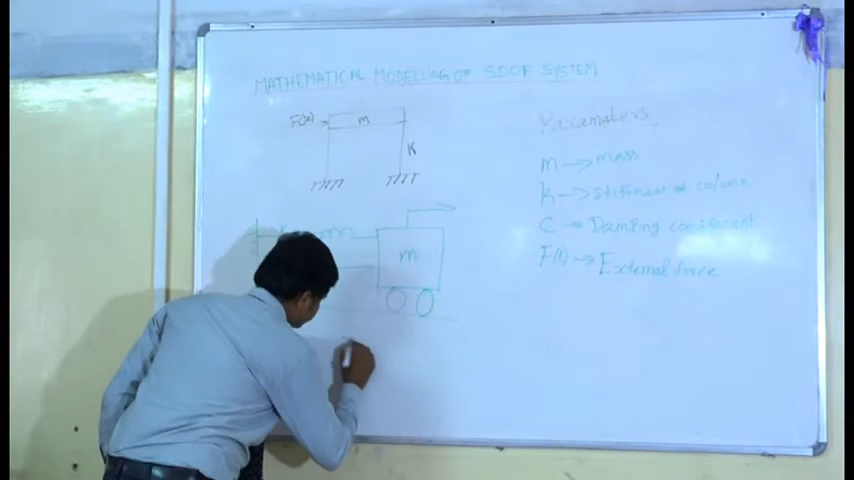 MATHEMATICAL MODELLING OF SDOF SYSTEM
F(t) m
K
m
Parameters
m → mass
k → stiffness of column
c → Damping coefficient
F(t) → External force